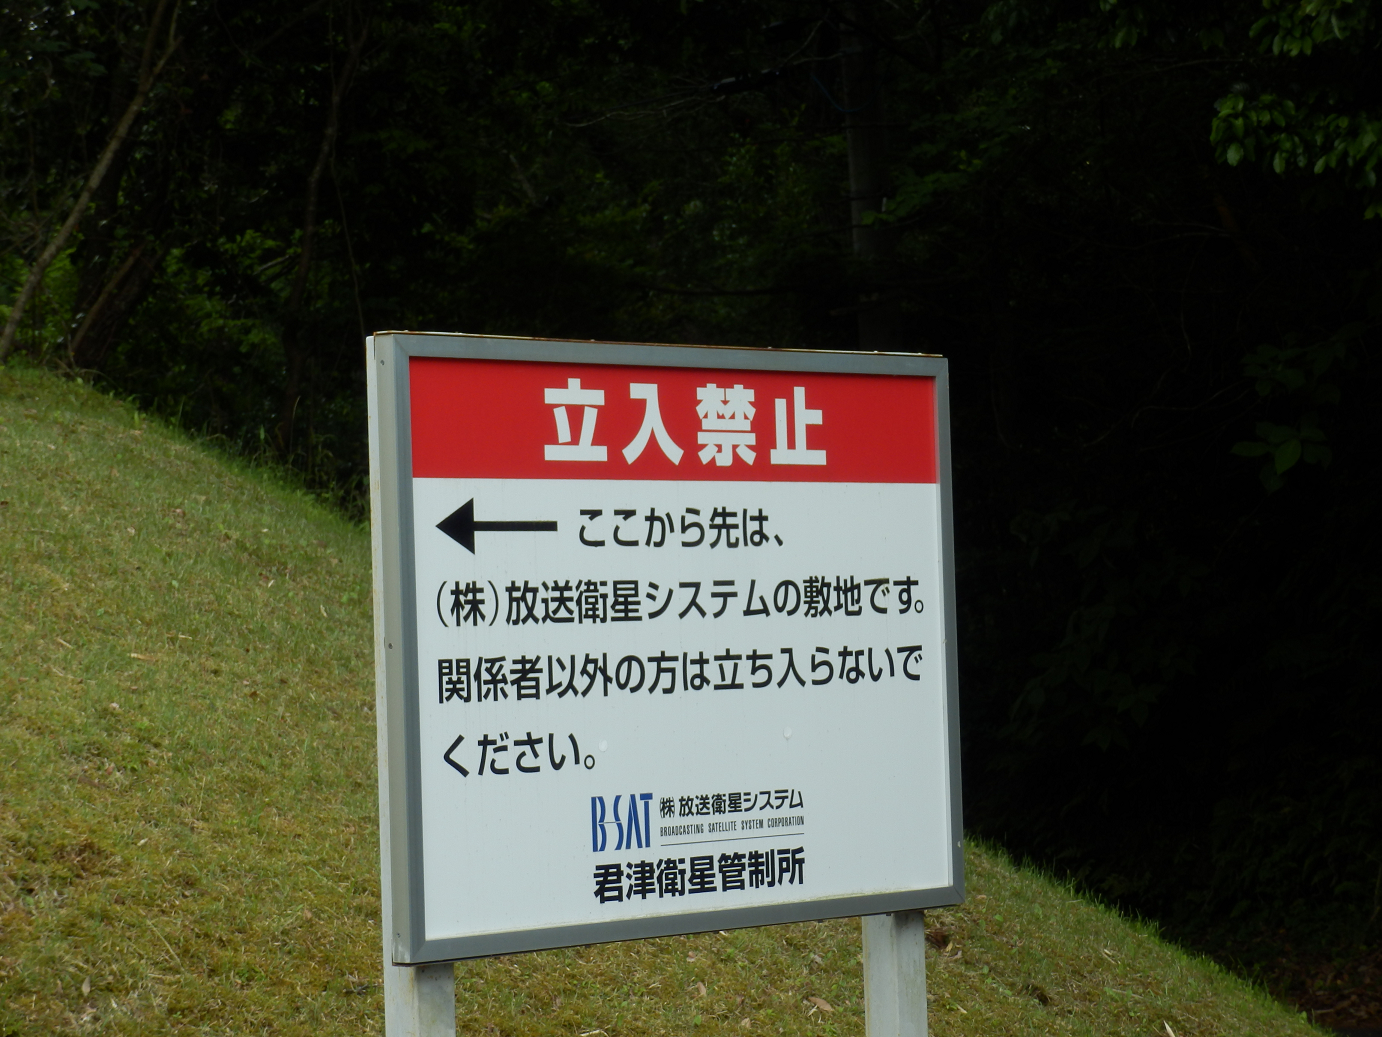 立入禁止
← ここから先は、
（株）放送衛星システムの敷地です。
関係者以外の方は立ち入らないで
ください。
B-SAT ㈱ 放送衛星システム
BROADCASTING SATELLITE SYSTEM CORPORATION
君津衛星管制所